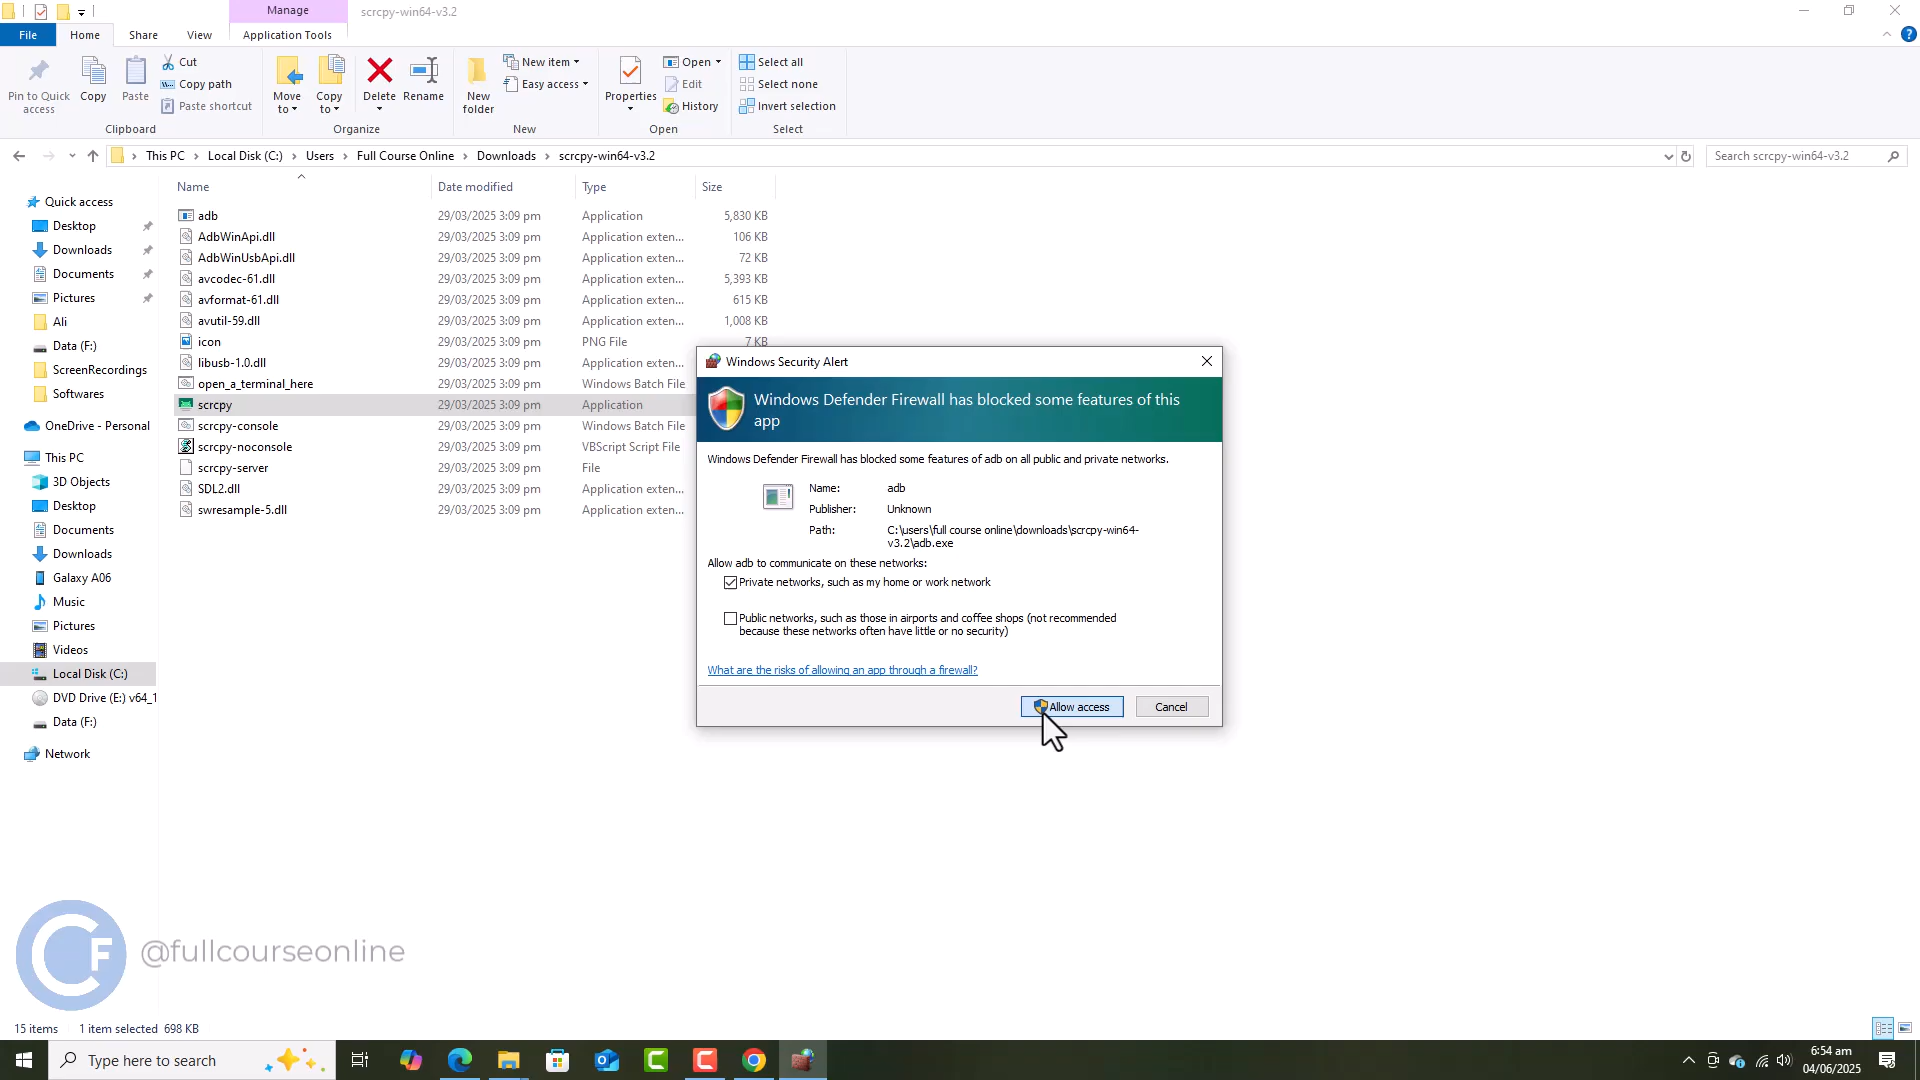 Manage
scrcpy-win64-v3.2
File
Home
Share
View
Application Tools
Pin to Quick
access
Copy
Paste
Cut
Copy path
Paste shortcut
Clipboard
Move
to
Copy
to
Delete
Rename
Organize
New
folder
New item
Easy access
New
Properties
Open
Edit
History
Open
Select all
Select none
Invert selection
Select
This PC
Local Disk (C:)
Users
Full Course Online
Downloads
scrcpy-win64-v3.2
Search scrcpy-win64-v3.2
Quick access
Desktop
Downloads
Documents
Pictures
Ali
Data (F:)
ScreenRecordings
Softwares
OneDrive - Personal
This PC
3D Objects
Desktop
Documents
Downloads
Galaxy A06
Music
Pictures
Videos
Local Disk (C:)
DVD Drive (E:) v64_1
Data (F:)
Network
Name Date modified Type Size
adb 29/03/2025 3:09 pm Application 5,830 KB
AdbWinApi.dll 29/03/2025 3:09 pm Application exten... 106 KB
AdbWinUsbApi.dll 29/03/2025 3:09 pm Application exten... 72 KB
avcodec-61.dll 29/03/2025 3:09 pm Application exten... 5,393 KB
avformat-61.dll 29/03/2025 3:09 pm Application exten... 615 KB
avutil-59.dll 29/03/2025 3:09 pm Application exten... 1,008 KB
icon 29/03/2025 3:09 pm PNG File 7 KB
libusb-1.0.dll 29/03/2025 3:09 pm Application exten...
open_a_terminal_here 29/03/2025 3:09 pm Windows Batch File
scrcpy 29/03/2025 3:09 pm Application
scrcpy-console 29/03/2025 3:09 pm Windows Batch File
scrcpy-noconsole 29/03/2025 3:09 pm VBScript Script File
scrcpy-server 29/03/2025 3:09 pm File
SDL2.dll 29/03/2025 3:09 pm Application exten...
swresample-5.dll 29/03/2025 3:09 pm Application exten...
Windows Security Alert
Windows Defender Firewall has blocked some features of this
app
Windows Defender Firewall has blocked some features of adb on all public and private networks.
Name: adb
Publisher: Unknown
Path: C:\users\full course online\downloads\scrcpy-win64-
v3.2\adb.exe
Allow adb to communicate on these networks:
Private networks, such as my home or work network
Public networks, such as those in airports and coffee shops (not recommended
because these networks often have little or no security)
What are the risks of allowing an app through a firewall?
Allow access
Cancel
CF
@fullcourseonline
15 items 1 item selected 698 KB
Type here to search
6:54 am
04/06/2025